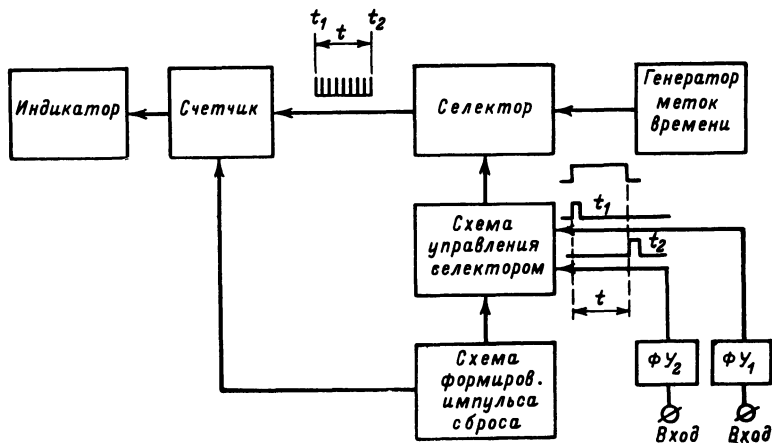 t₁ t₂
t
Индикатор
Счетчик
Селектор
Генератор
меток
времени
Схема
управления
селектором
t₁
t₂
t
Схема
формиров.
импульса
сброса
ФУ₂
ФУ₁
Вход
Вход